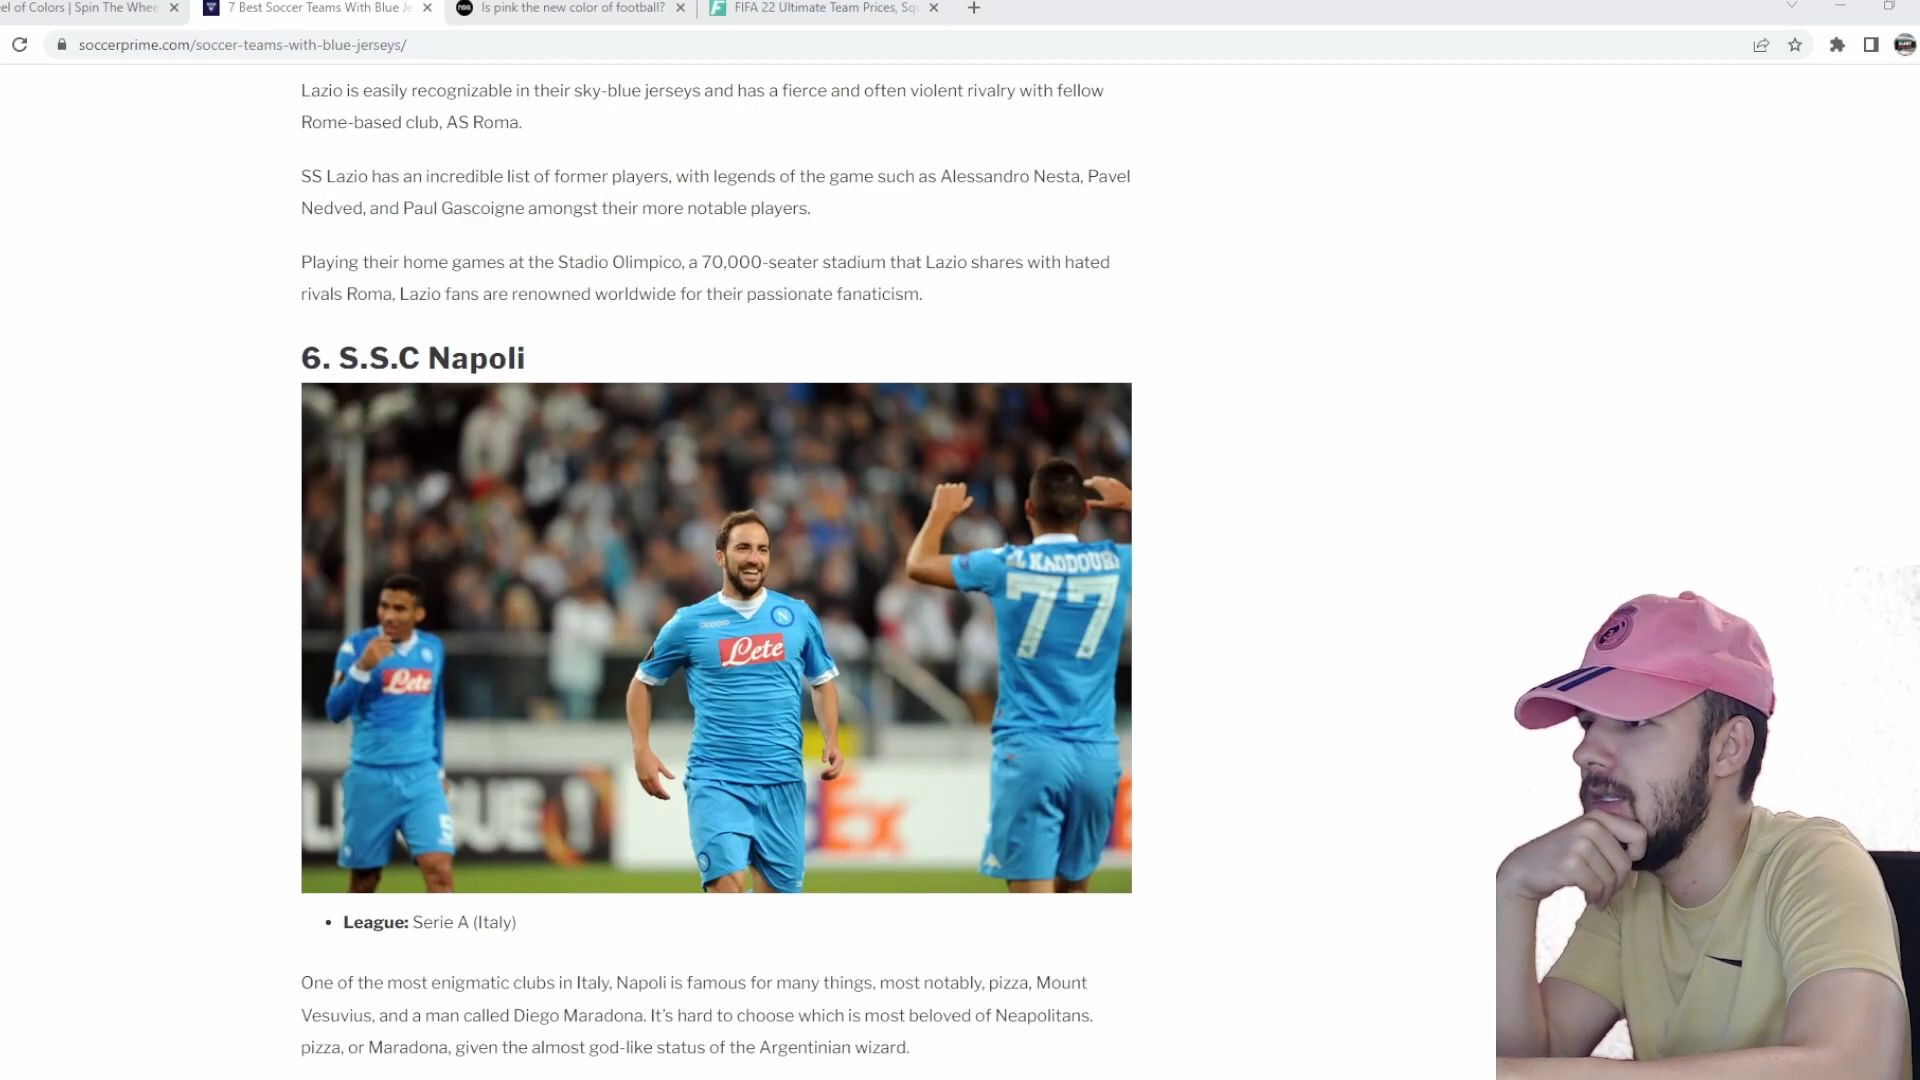 el of Colors | Spin The Whee
7 Best Soccer Teams With Blue Je
Is pink the new color of football?
FIFA 22 Ultimate Team Prices, Squ
soccerprime.com/soccer-teams-with-blue-jerseys/
Lazio is easily recognizable in their sky-blue jerseys and has a fierce and often violent rivalry with fellow
Rome-based club, AS Roma.
SS Lazio has an incredible list of former players, with legends of the game such as Alessandro Nesta, Pavel
Nedved, and Paul Gascoigne amongst their more notable players.
Playing their home games at the Stadio Olimpico, a 70,000-seater stadium that Lazio shares with hated
rivals Roma, Lazio fans are renowned worldwide for their passionate fanaticism.
6. S.S.C Napoli
EL KADDOURI
77
N
Lete
Lete
5
Ex
• League: Serie A (Italy)
One of the most enigmatic clubs in Italy, Napoli is famous for many things, most notably, pizza, Mount
Vesuvius, and a man called Diego Maradona. It’s hard to choose which is most beloved of Neapolitans.
pizza, or Maradona, given the almost god-like status of the Argentinian wizard.